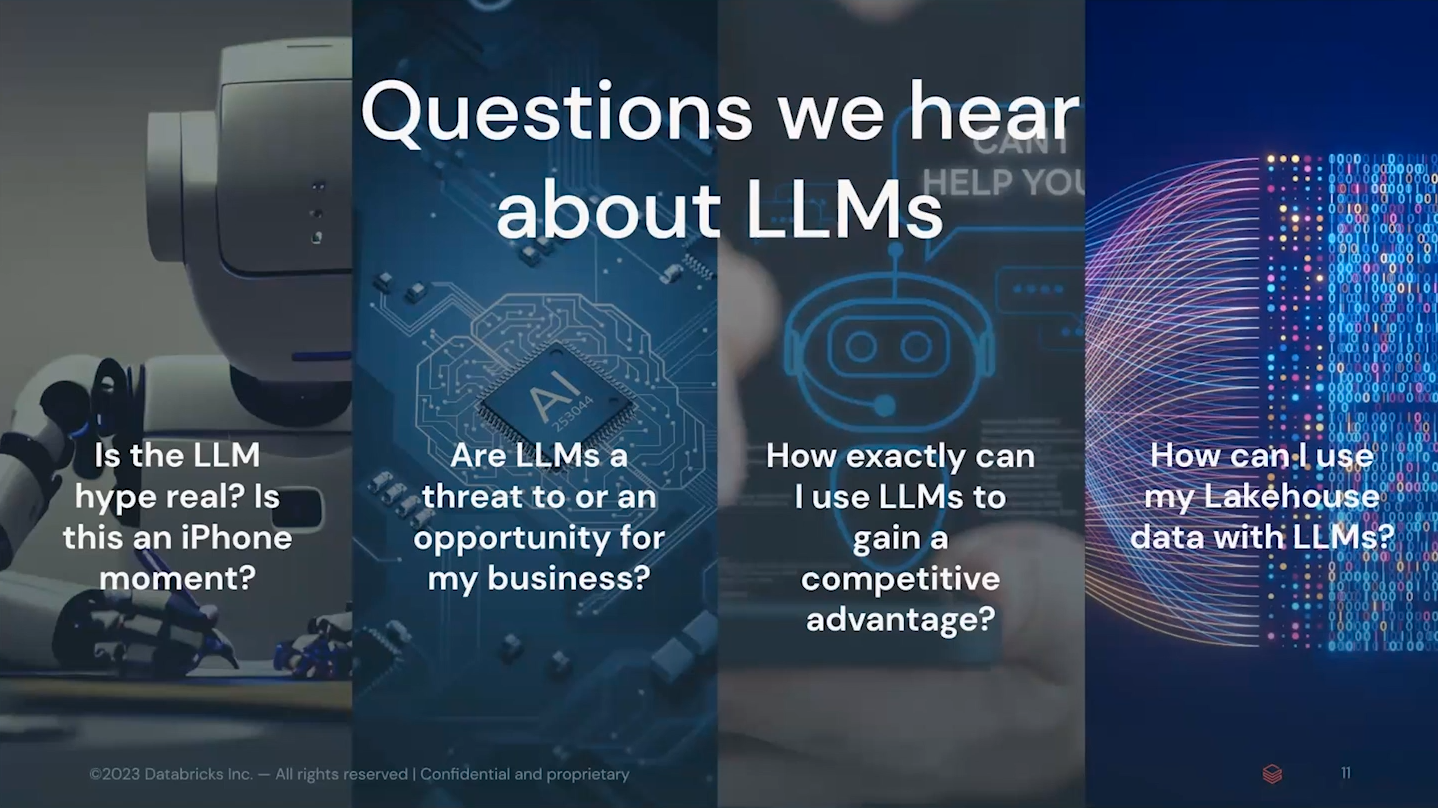 Questions we hear
about LLMs
CAN I
HELP YOU
AI
253044
Is the LLM
hype real? Is
this an iPhone
moment?
Are LLMs a
threat to or an
opportunity for
my business?
How exactly can
I use LLMs to
gain a
competitive
advantage?
How can I use
my Lakehouse
data with LLMs?
©2023 Databricks Inc. — All rights reserved | Confidential and proprietary
11